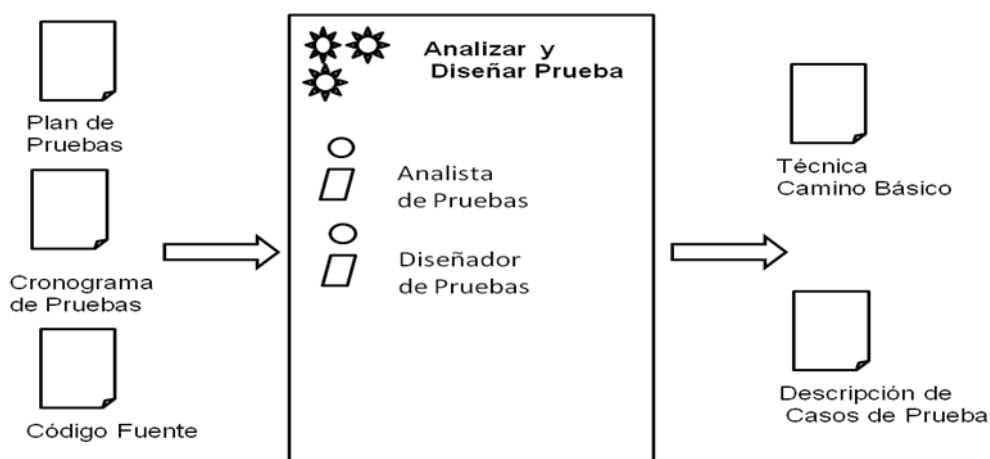 Plan de
Pruebas
Cronograma
de Pruebas
Código Fuente
Analizar y
Diseñar Prueba
Analista
de Pruebas
Diseñador
de Pruebas
Técnica
Camino Básico
Descripción de
Casos de Prueba